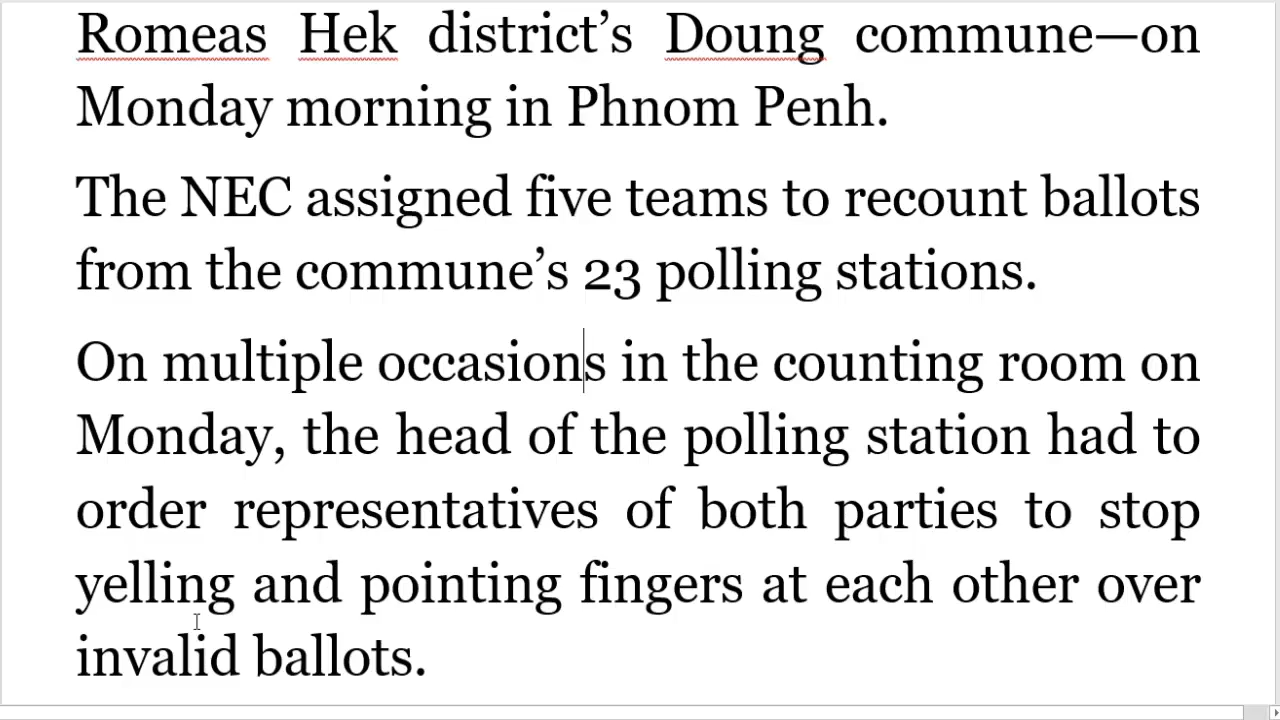 Romeas Hek district’s Doung commune—on
Monday morning in Phnom Penh.
The NEC assigned five teams to recount ballots
from the commune’s 23 polling stations.
On multiple occasions in the counting room on
Monday, the head of the polling station had to
order representatives of both parties to stop
yelling and pointing fingers at each other over
invalid ballots.